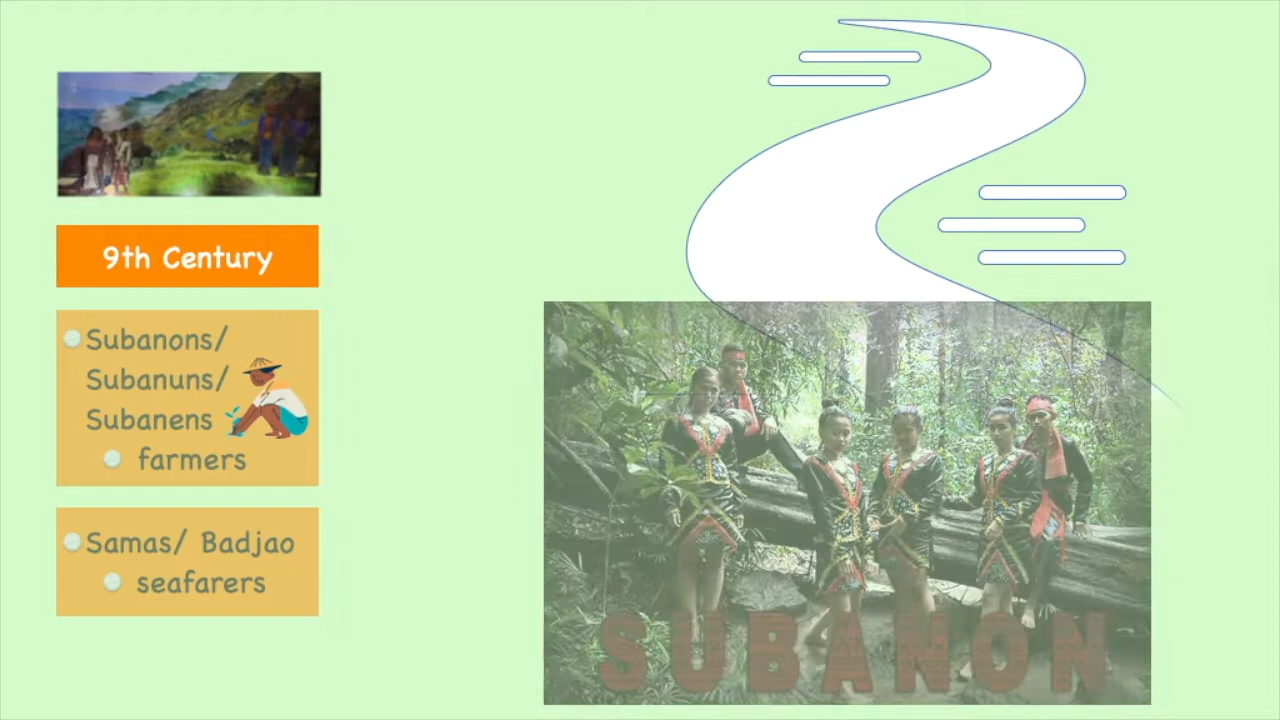 9th Century
Subanons/
Subanuns/
Subanens
farmers
Samas/ Badjao
seafarers
SUBANON